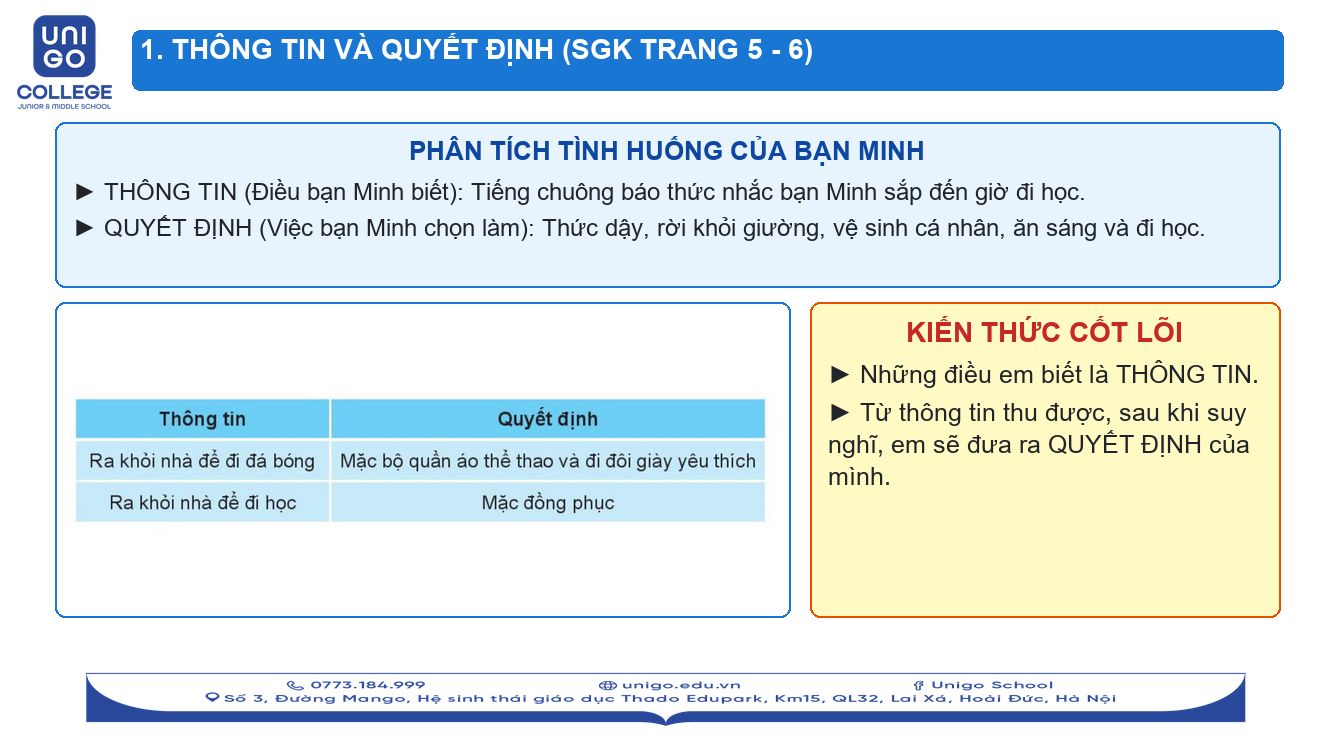 UNI
GO
COLLEGE
JUNIOR & MIDDLE SCHOOL
1. THÔNG TIN VÀ QUYẾT ĐỊNH (SGK TRANG 5 - 6)
PHÂN TÍCH TÌNH HUỐNG CỦA BẠN MINH
► THÔNG TIN (Điều bạn Minh biết): Tiếng chuông báo thức nhắc bạn Minh sắp đến giờ đi học.
► QUYẾT ĐỊNH (Việc bạn Minh chọn làm): Thức dậy, rời khỏi giường, vệ sinh cá nhân, ăn sáng và đi học.
Thông tin Quyết định
Ra khỏi nhà để đi đá bóng Mặc bộ quần áo thể thao và đi đôi giày yêu thích
Ra khỏi nhà để đi học Mặc đồng phục
KIẾN THỨC CỐT LÕI
► Những điều em biết là THÔNG TIN.
► Từ thông tin thu được, sau khi suy
nghĩ, em sẽ đưa ra QUYẾT ĐỊNH của
mình.
0773.184.999 unigo.edu.vn Unigo School
Số 3, Đường Mango, Hệ sinh thái giáo dục Thado Edupark, Km15, QL32, Lai Xá, Hoài Đức, Hà Nội